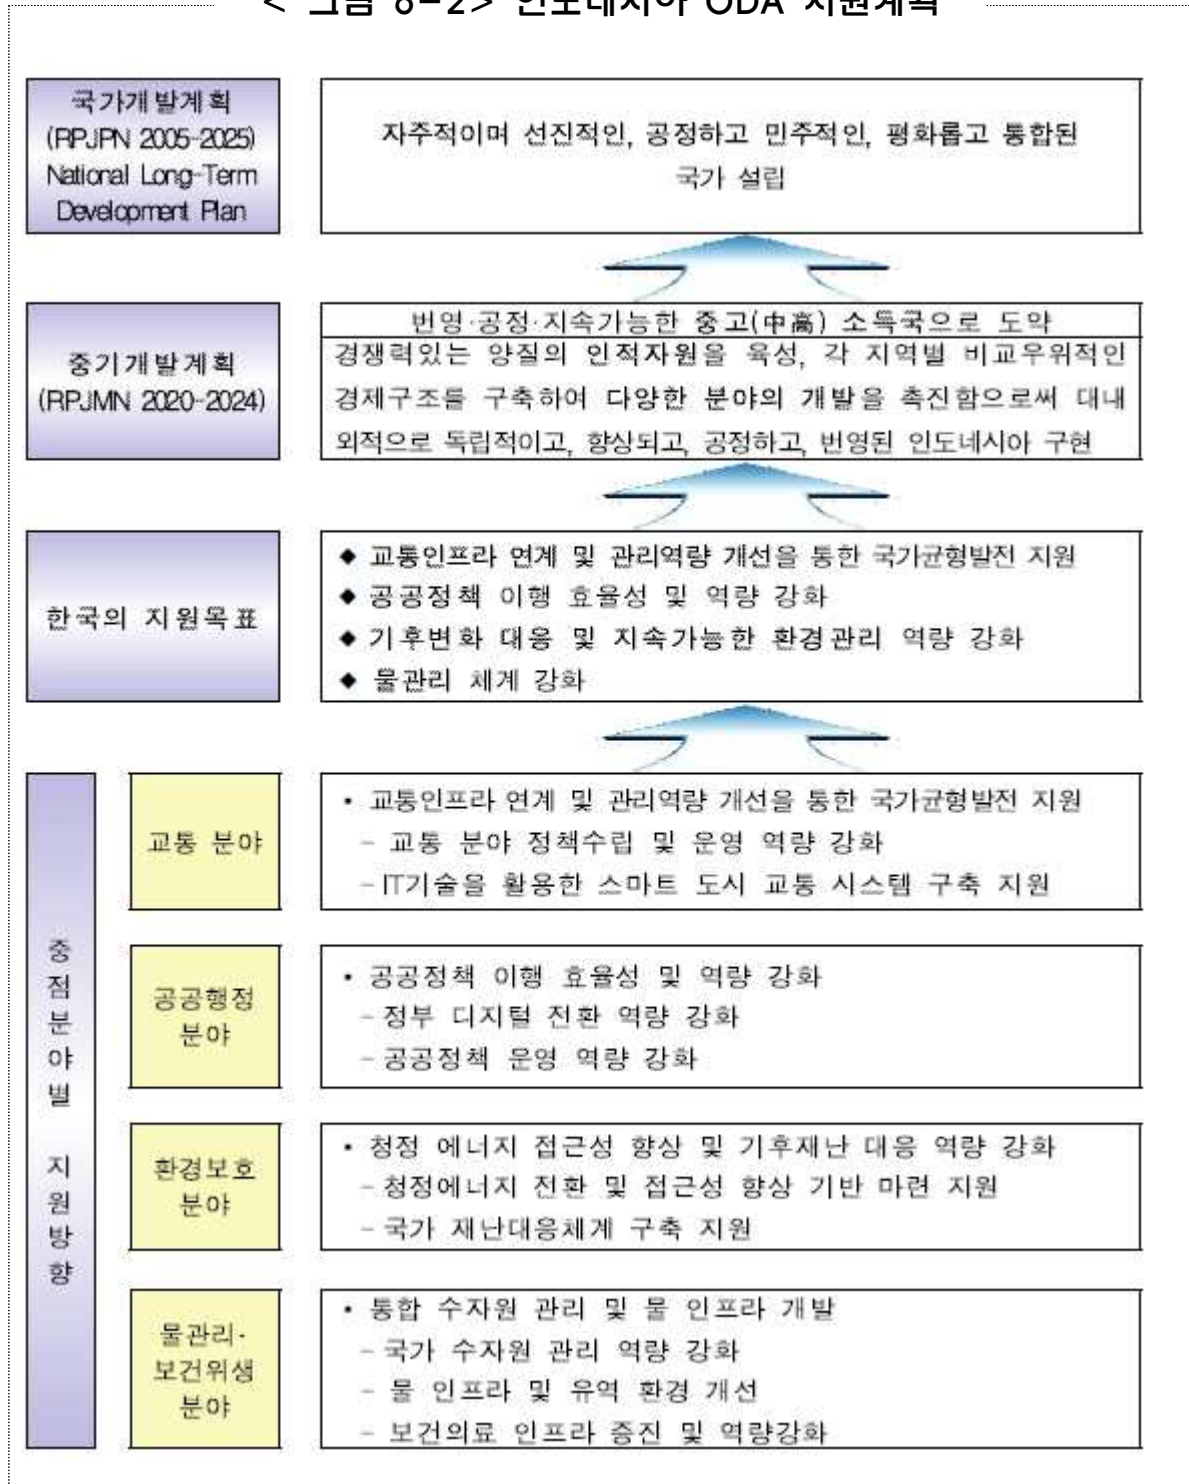 < 그림 6-2> 인도네시아 ODA 지원계획
국가개발계획
(RPJPN 2005-2025)
National Long-Term
Development Plan
자주적이며 선진적인, 공정하고 민주적인, 평화롭고 통합된
국가 설립
중기개발계획
(RPJMN 2020-2024)
번영·공정·지속가능한 중고(中高) 소득국으로 도약
경쟁력있는 양질의 인적자원을 육성, 각 지역별 비교우위적인
경제구조를 구축하여 다양한 분야의 개발을 촉진함으로써 대내
외적으로 독립적이고, 향상되고, 공정하고, 번영된 인도네시아 구현
한국의 지원목표
◆ 교통인프라 연계 및 관리역량 개선을 통한 국가균형발전 지원
◆ 공공정책 이행 효율성 및 역량 강화
◆ 기후변화 대응 및 지속가능한 환경관리 역량 강화
◆ 물관리 체계 강화
중점분야별 지원방향
교통 분야
• 교통인프라 연계 및 관리역량 개선을 통한 국가균형발전 지원
- 교통 분야 정책수립 및 운영 역량 강화
- IT기술을 활용한 스마트 도시 교통 시스템 구축 지원
공공행정
분야
• 공공정책 이행 효율성 및 역량 강화
- 정부 디지털 전환 역량 강화
- 공공정책 운영 역량 강화
환경보호
분야
• 청정 에너지 접근성 향상 및 기후재난 대응 역량 강화
- 청정에너지 전환 및 접근성 향상 기반 마련 지원
- 국가 재난대응체계 구축 지원
물관리·
보건위생
분야
• 통합 수자원 관리 및 물 인프라 개발
- 국가 수자원 관리 역량 강화
- 물 인프라 및 유역 환경 개선
- 보건의료 인프라 증진 및 역량강화